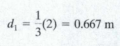 d₁ = 1/3(2) = 0.667 m